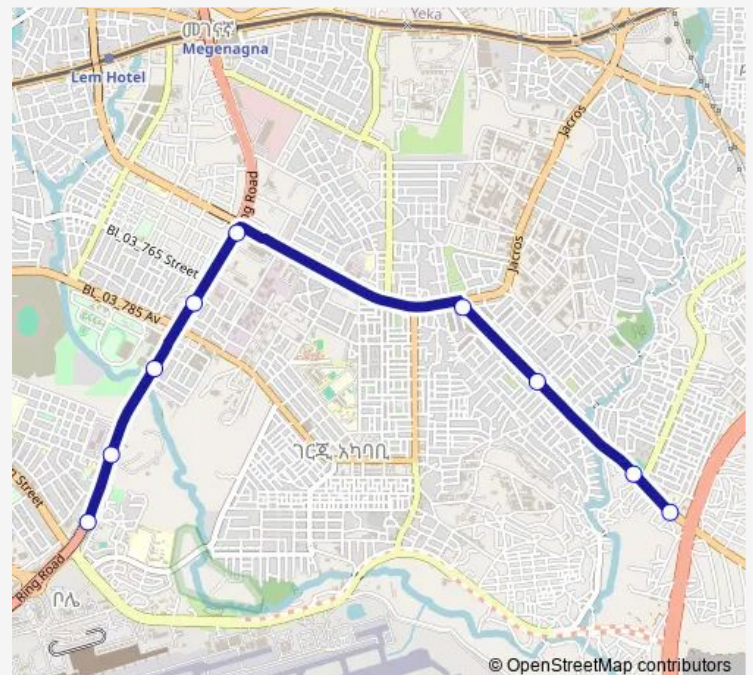 Yeka
መገናኛ
Megenagna
Lem Hotel
Jacros
Ring Road
BL_03_765 Street
Jacros
BL_03_785 Av
ገርጂ አካባቢ
Street
Ring Road
ቦሌ
© OpenStreetMap contributors